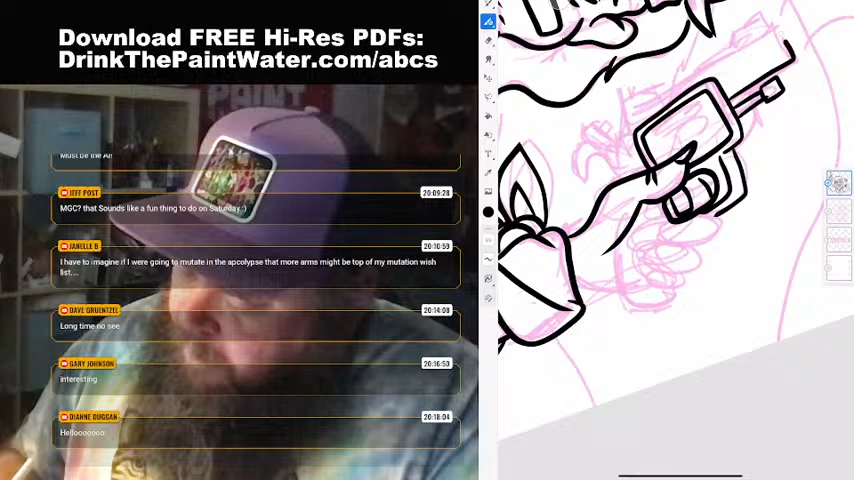 Download FREE Hi-Res PDFs:
DrinkThePaintWater.com/abcs
PAINT
Must be the AI!
JEFF POST
20:09:28
MGC? that Sounds like a fun thing to do on Saturday :)
JANELLE B
20:10:59
I have to imagine if I were going to mutate in the apcolypse that more arms might be top of my mutation wish
list....
DAVE GRUENTZEL
20:14:08
Long time no see
GARY JOHNSON
20:16:50
interesting
DIANNE DUGGAN
20:18:04
Hellooooooo